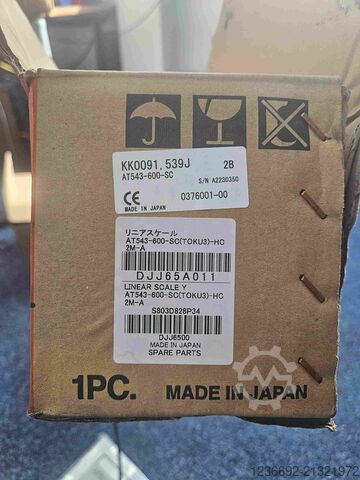 KK0091,539J 2B
AT543-600-SC
S/N A2230350
CE 0376001-00
MADE IN JAPAN
リニアスケール
AT543-600-SC(TOKU3)-HC
2M-A
DJJ65A011
LINEAR SCALE Y
AT543-600-SC(TOKU3)-HC
2M-A
S803D828P34
DJJ6500
MADE IN JAPAN
SPARE PARTS
1PC. MADE IN JAPAN
1236692-21321972